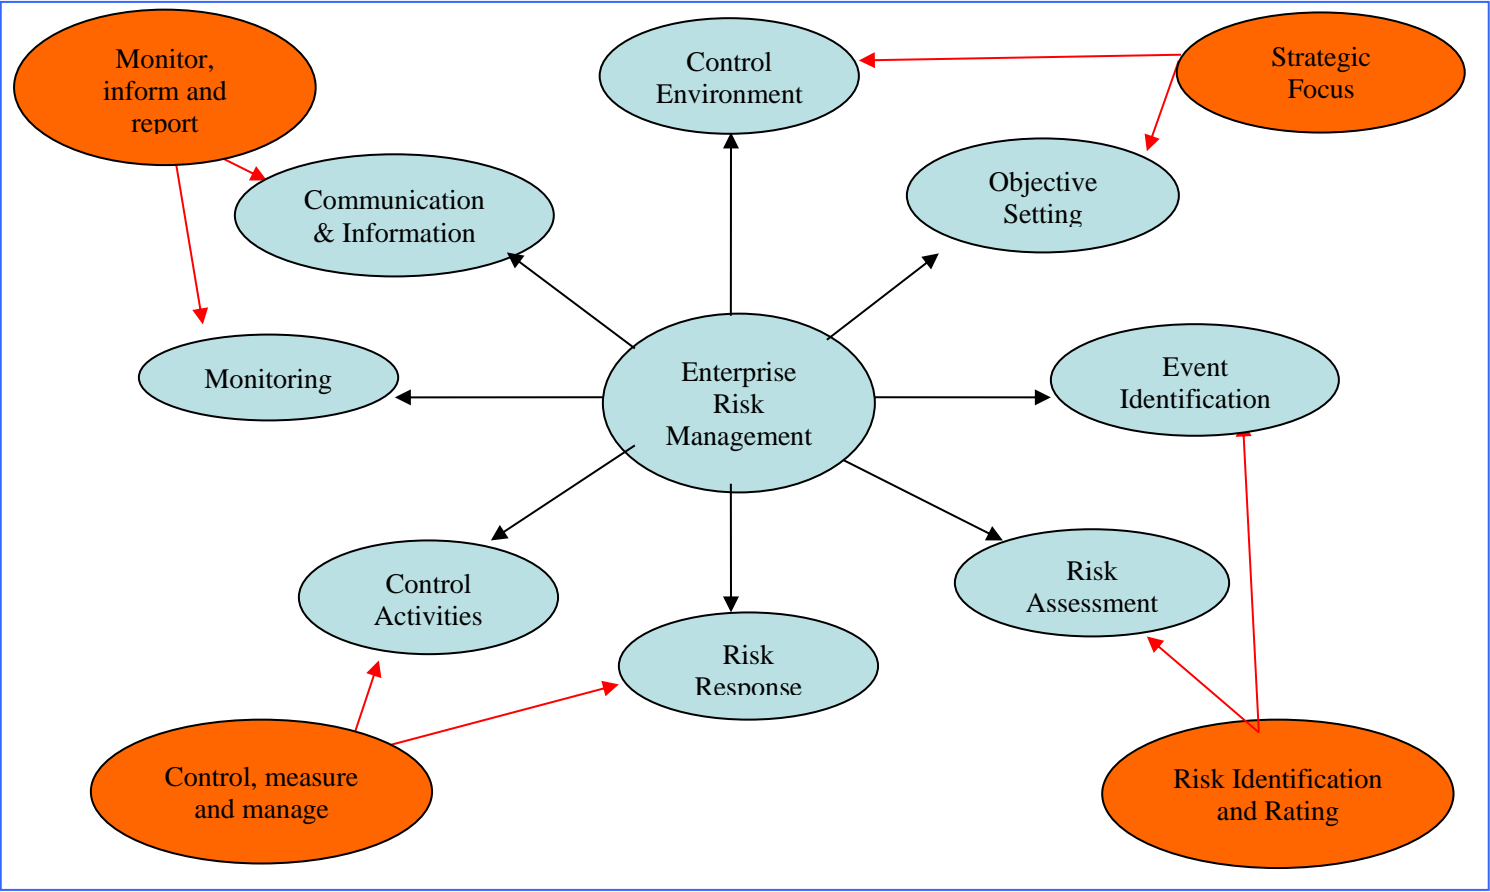 Monitor,
inform and
report
Control
Environment
Strategic
Focus
Communication
& Information
Objective
Setting
Monitoring
Enterprise
Risk
Management
Event
Identification
Control
Activities
Risk
Response
Risk
Assessment
Control, measure
and manage
Risk Identification
and Rating